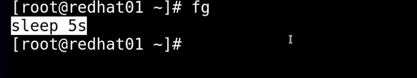 [root@redhat01 ~]# fg
sleep 5s
[root@redhat01 ~]#